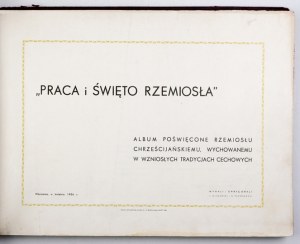 „PRACA i ŚWIĘTO RZEMIOSŁA"
ALBUM POŚWIĘCONE RZEMIOSŁU
CHRZEŚCIJAŃSKIEMU, WYCHOWANEMU
W WZNIOSŁYCH TRADYCJACH CECHOWYCH